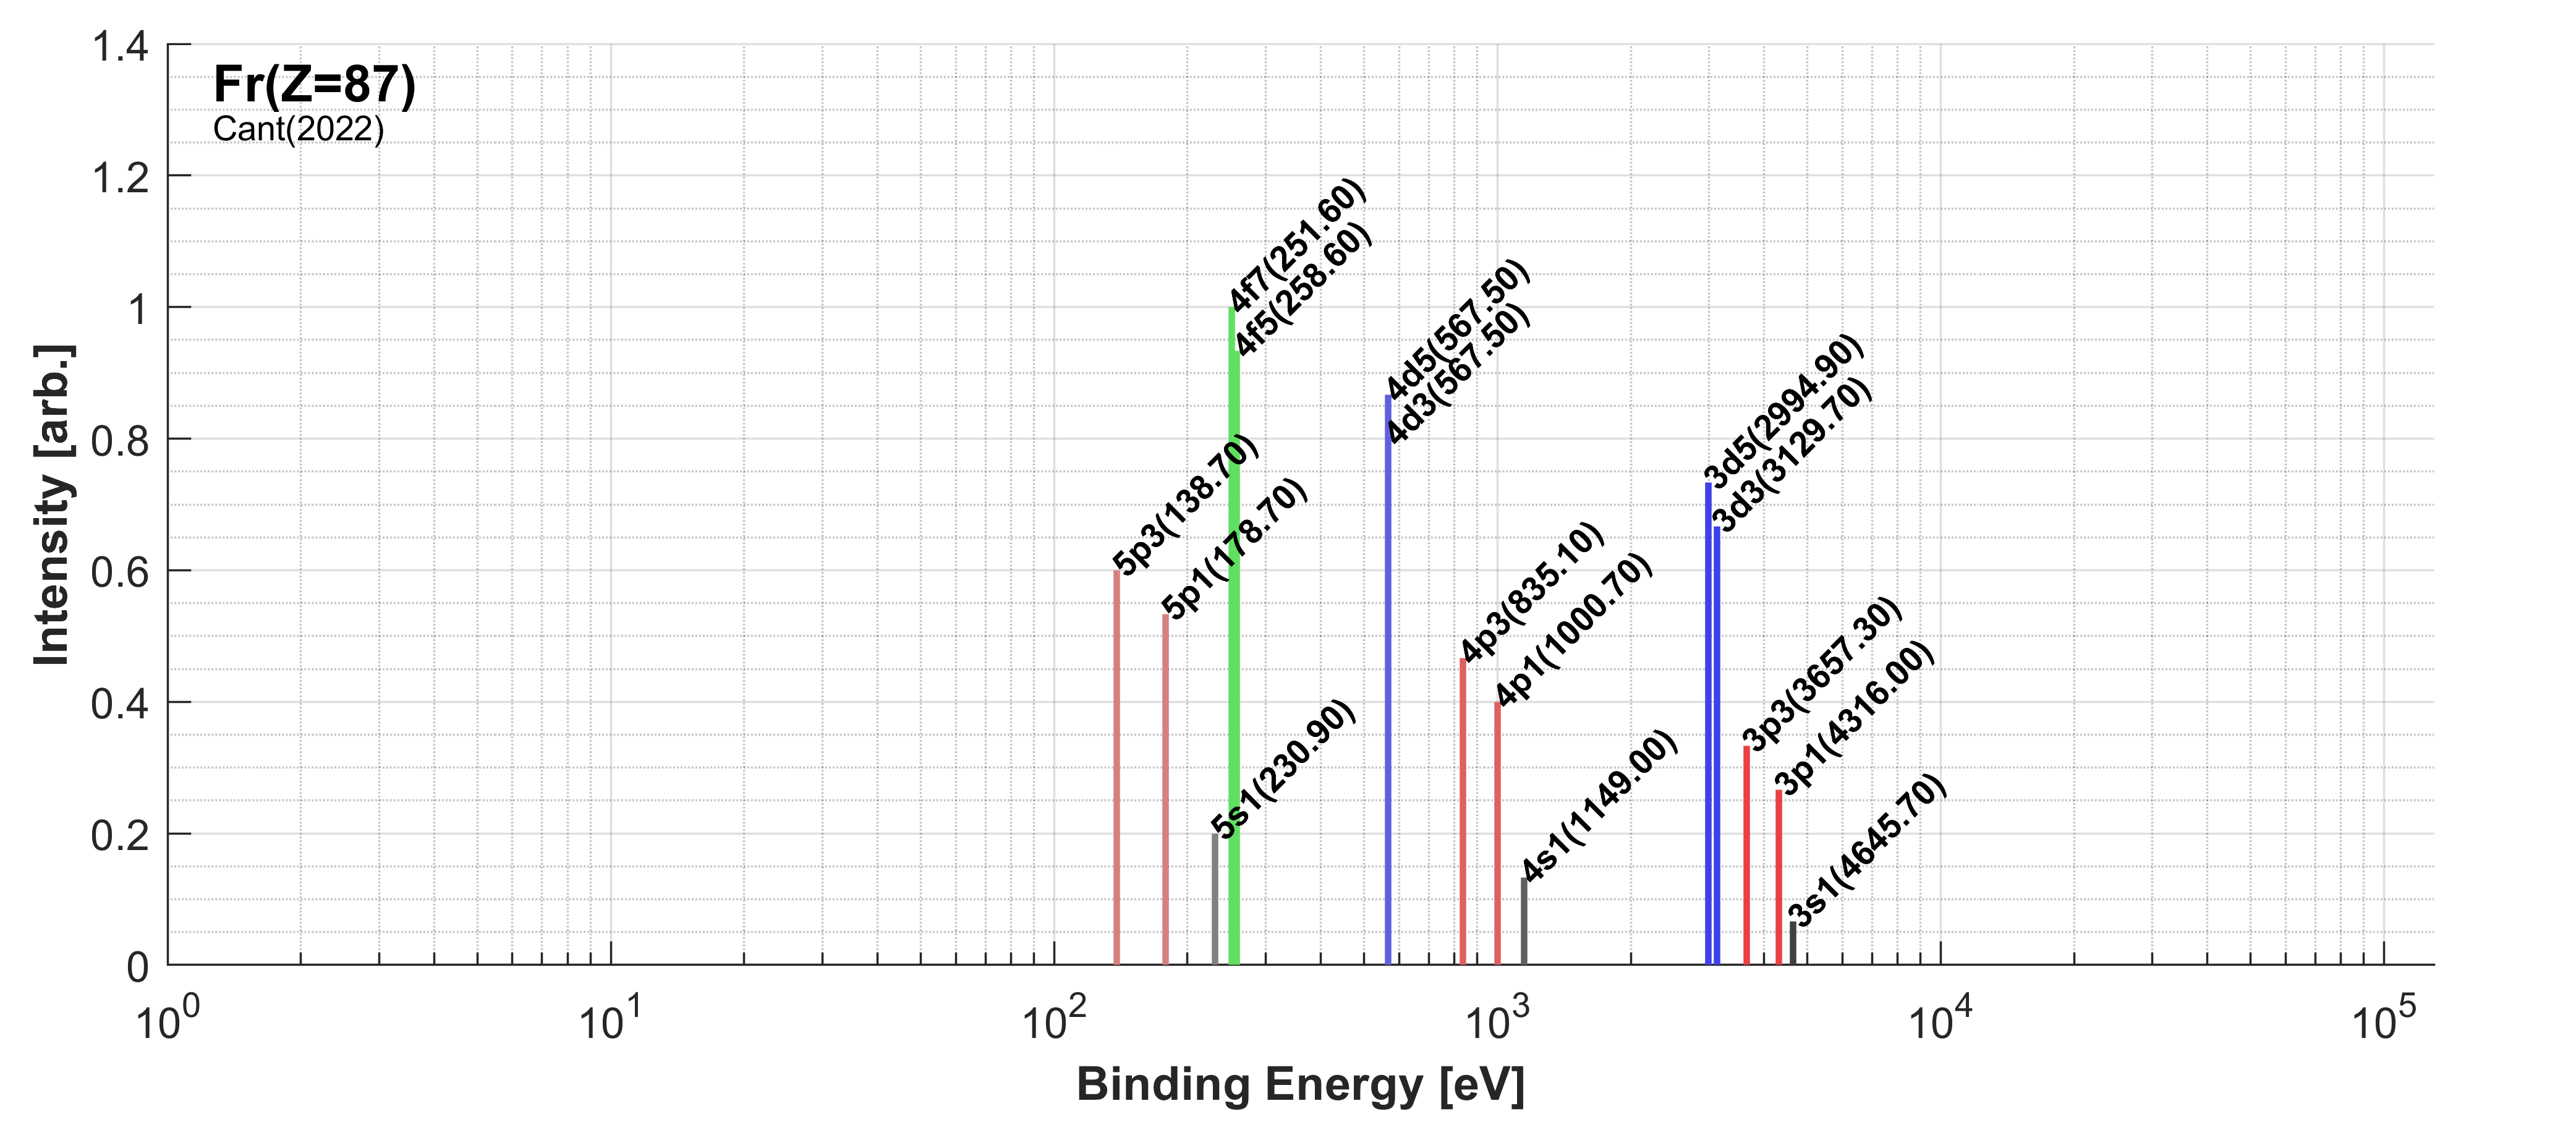 Fr(Z=87)
Cant(2022)
Intensity [arb.]
1.4
1.2
1
0.8
0.6
0.4
0.2
0
4f7(251.60)
4f5(258.60)
4d5(567.50)
4d3(567.50)
3d5(2994.90)
3d3(3129.70)
5p3(138.70)
5p1(178.70)
4p3(835.10)
4p1(1000.70)
3p3(3657.30)
3p1(4316.00)
5s1(230.90)
4s1(1149.00)
3s1(4645.70)
10^0
10^1
10^2
10^3
10^4
10^5
Binding Energy [eV]